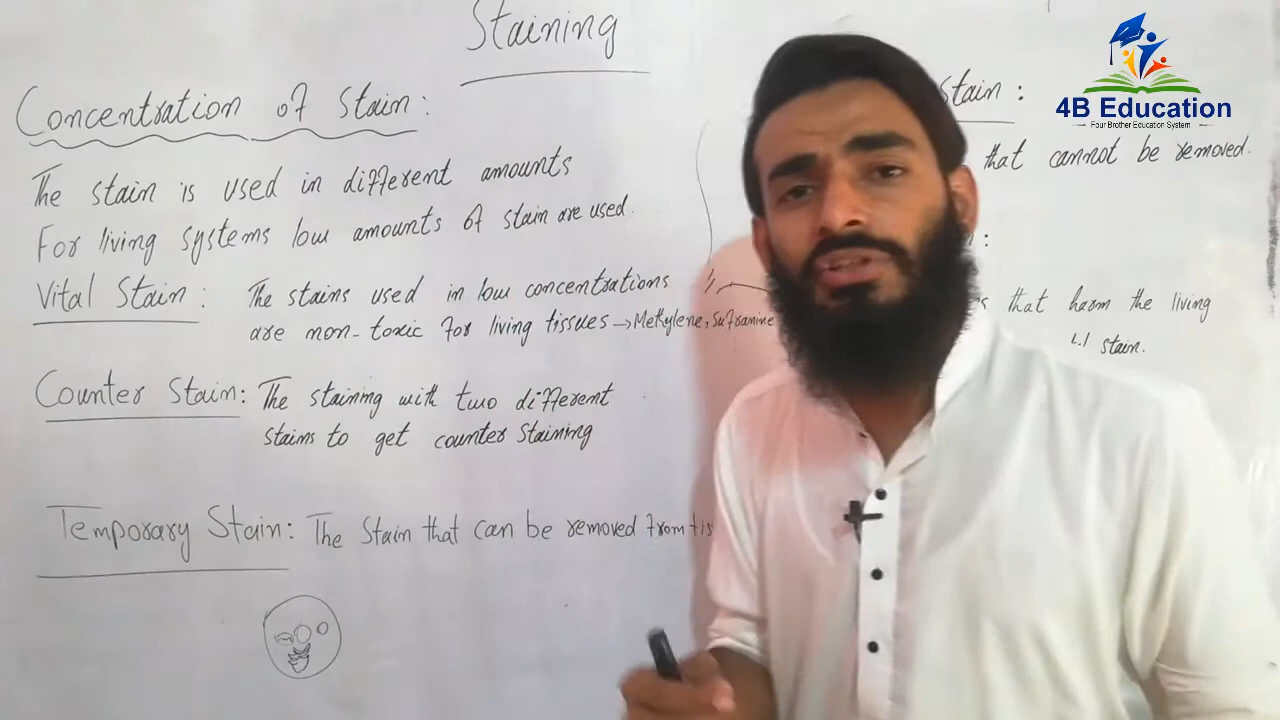 Staining
Concentration of Stain:
The stain is used in different amounts
For living systems low amounts of stain are used.
Vital Stain: The stains used in low concentrations
are non-toxic for living tissues → Methylene, Safranine
Counter Stain: The staining with two different
stains to get counter staining
Temporary Stain: The Stain that can be removed from tis
Stain:
that cannot be removed.
:
that harm the living
stain.
4B Education
Four Brother Education System